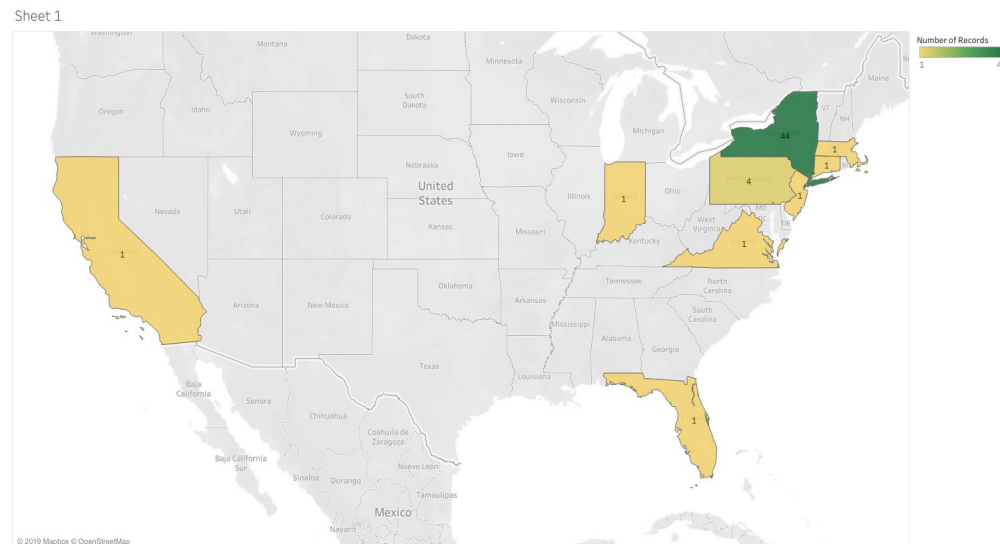 Sheet 1
Number of Records
1
4
Washington
Montana
Dakota
Minnesota
Maine
Oregon
Idaho
South
Dakota
Wisconsin
VT
NH
Wyoming
Michigan
44
Iowa
1
Nebraska
1
United
States
Illinois
1
Ohio
4
1
Nevada
Utah
Colorado
Kansas
Missouri
West
Virginia
MD
DC
DE
Kentucky
1
1
Arizona
New Mexico
Oklahoma
Arkansas
Tennessee
North
Carolina
South
Carolina
Mississippi
Alabama
Georgia
Texas
Louisiana
Baja
California
Sonora
Chihuahua
1
Coahuila de
Zaragoza
Baja California
Sur
Nuevo León
Sinaloa
Durango
Tamaulipas
Mexico
Nayarit
© 2019 Mapbox © OpenStreetMap